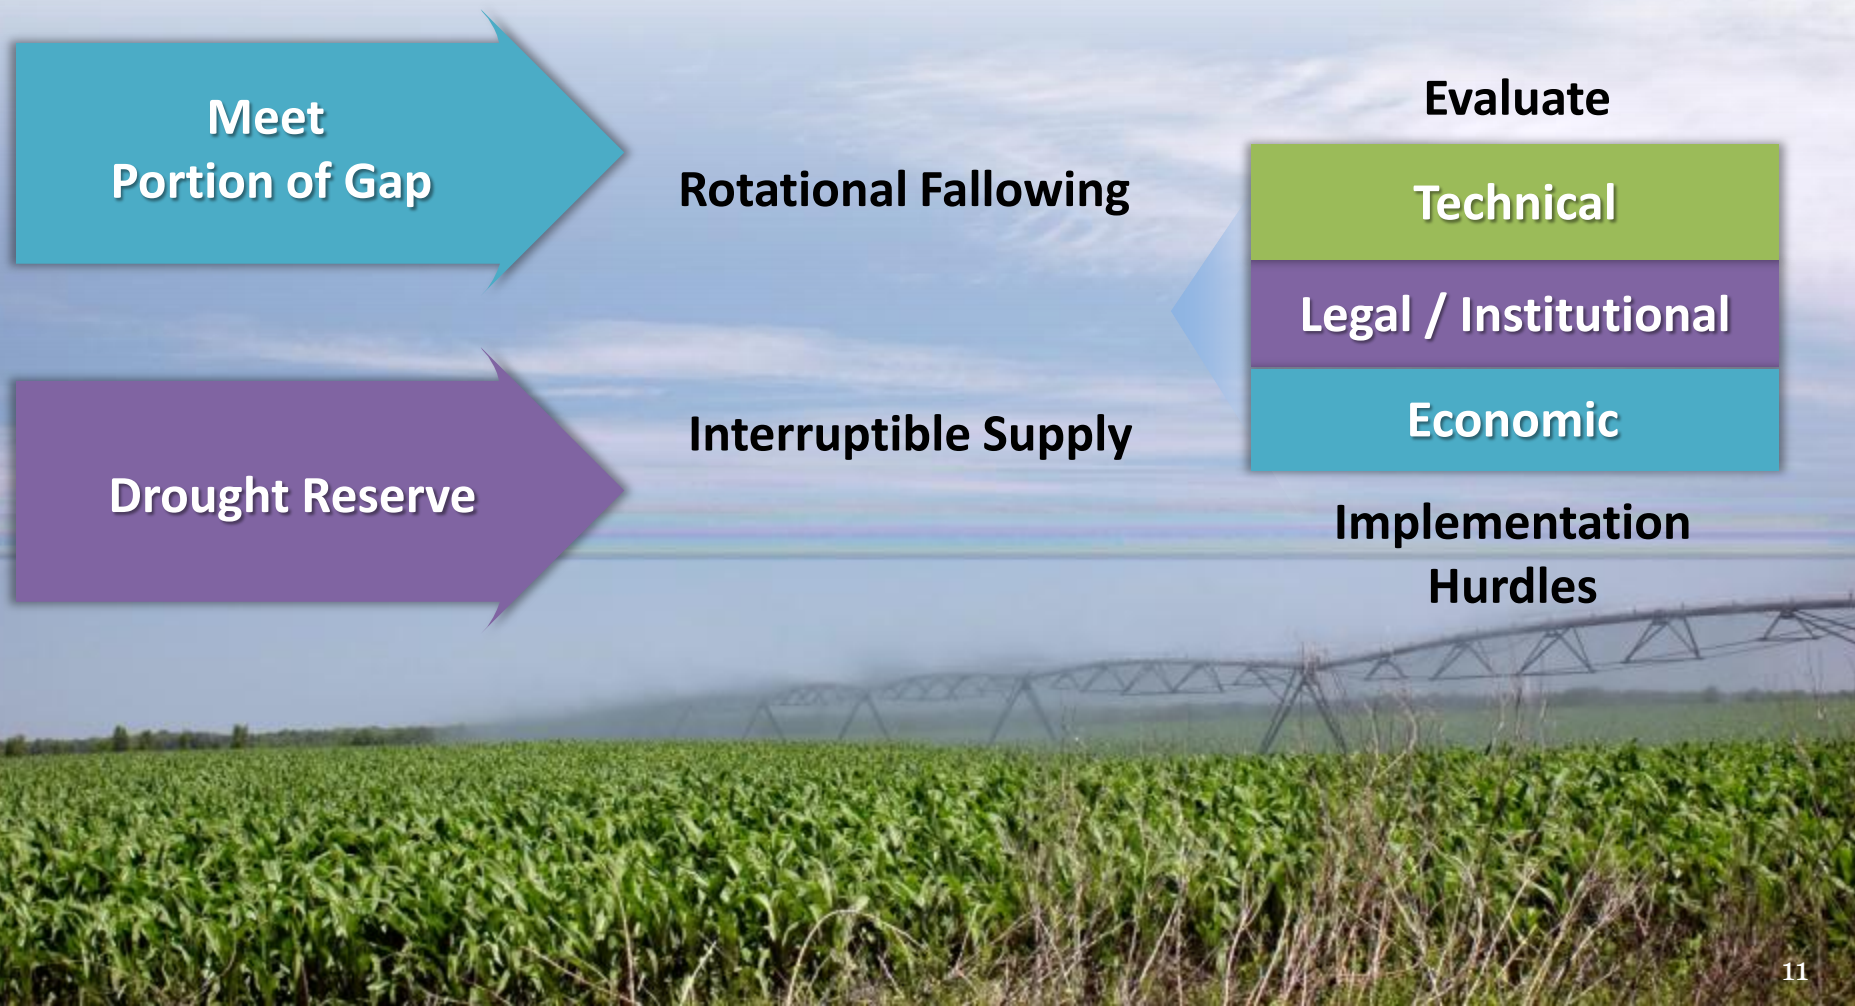 Meet
Portion of Gap
Rotational Fallowing
Drought Reserve
Interruptible Supply
Evaluate
Technical
Legal / Institutional
Economic
Implementation
Hurdles
11